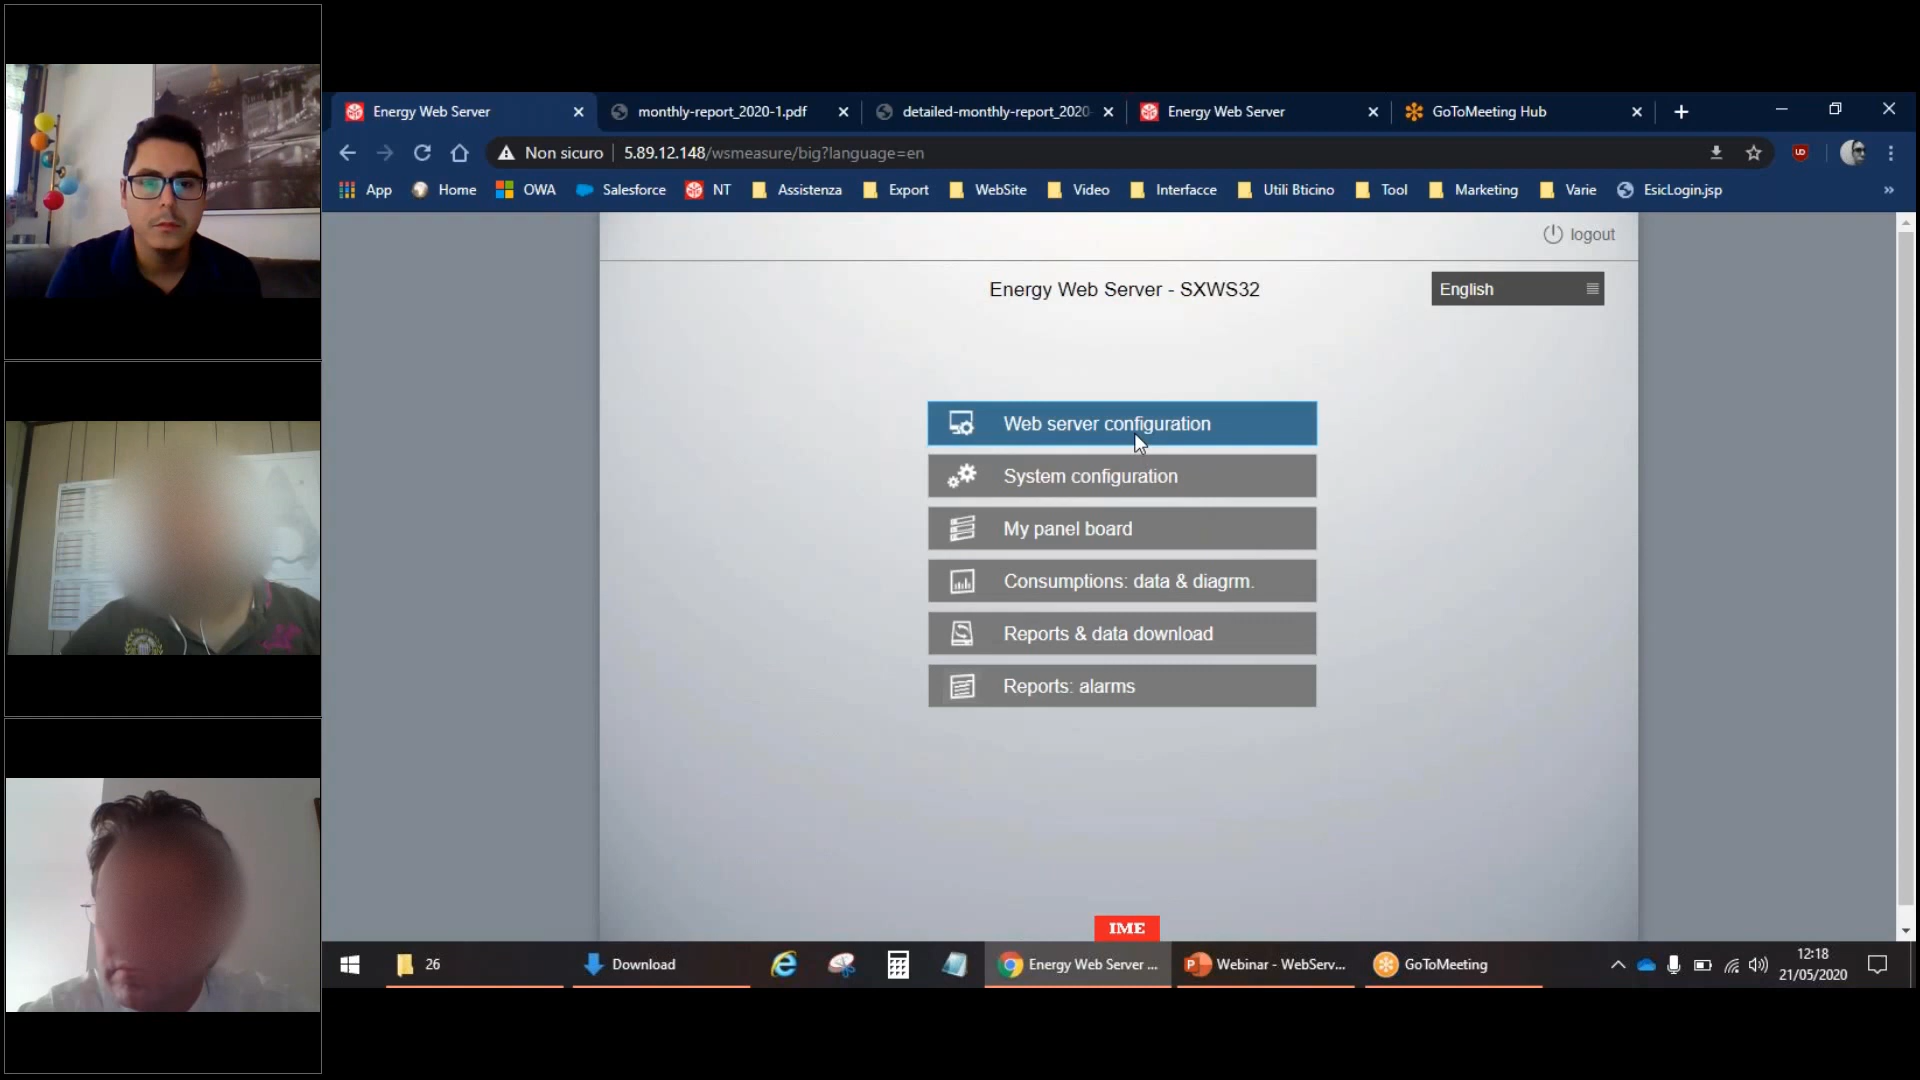 Energy Web Server
monthly-report_2020-1.pdf
detailed-monthly-report_2020-
Energy Web Server
GoToMeeting Hub
Non sicuro
5.89.12.148/wsmeasure/big?language=en
App
Home
OWA
Salesforce
NT
Assistenza
Export
WebSite
Video
Interfacce
Utili Bticino
Tool
Marketing
Varie
EsicLogin.jsp
»
logout
Energy Web Server - SXWS32
English
Web server configuration
System configuration
My panel board
Consumptions: data & diagrm.
Reports & data download
Reports: alarms
IME
26
Download
Energy Web Server ...
Webinar - WebServ...
GoToMeeting
12:18
21/05/2020